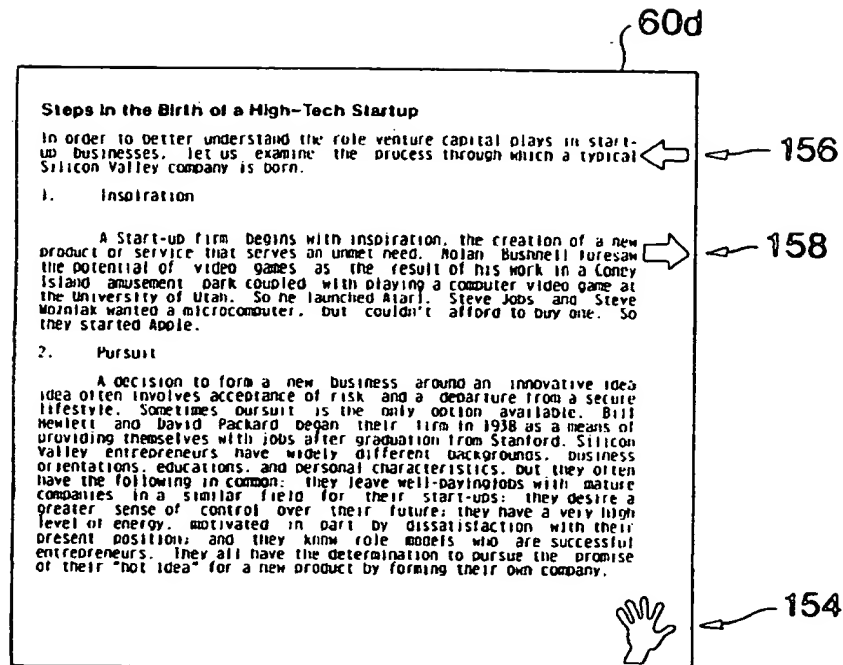 60d
Steps in the Birth of a High-Tech Startup
In order to better understand the role venture capital plays in start-
up businesses, let us examine the process through which a typical
Silicon Valley company is born.
156
1. Inspiration
A Start-up firm begins with inspiration, the creation of a new
product or service that serves an unmet need. Nolan Bushnell foresaw
158
the potential of video games as the result of his work in a Coney
Island amusement park coupled with playing a computer video game at
the University of Utah. So he launched Atari. Steve Jobs and Steve
Wozniak wanted a microcomputer, but couldn't afford to buy one. So
they started Apple.
2. Pursuit
A decision to form a new business around an innovative idea
idea often involves acceptance of risk and a departure from a secure
lifestyle. Sometimes pursuit is the only option available. Bill
Hewlett and David Packard began their firm in 1938 as a means of
providing themselves with jobs after graduation from Stanford. Silicon
Valley entrepreneurs have widely different backgrounds, business
orientations, educations, and personal characteristics, but they often
have the following in common: they leave well-payingjobs with mature
companies in a similar field for their start-ups; they desire a
greater sense of control over their future; they have a very high
level of energy, motivated in part by dissatisfaction with their
present position; and they know role models who are successful
entrepreneurs. They all have the determination to pursue the promise
of their "hot idea" for a new product by forming their own company.
154